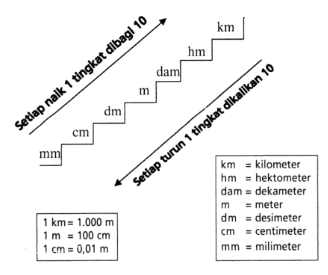 km
hm
dam
m
dm
cm
mm
Setiap naik 1 tingkat dibagi 10
Setiap turun 1 tingkat dikalikan 10
1 km = 1.000 m
1 m = 100 cm
1 cm = 0,01 m
km = kilometer
hm = hektometer
dam = dekameter
m = meter
dm = desimeter
cm = centimeter
mm = milimeter